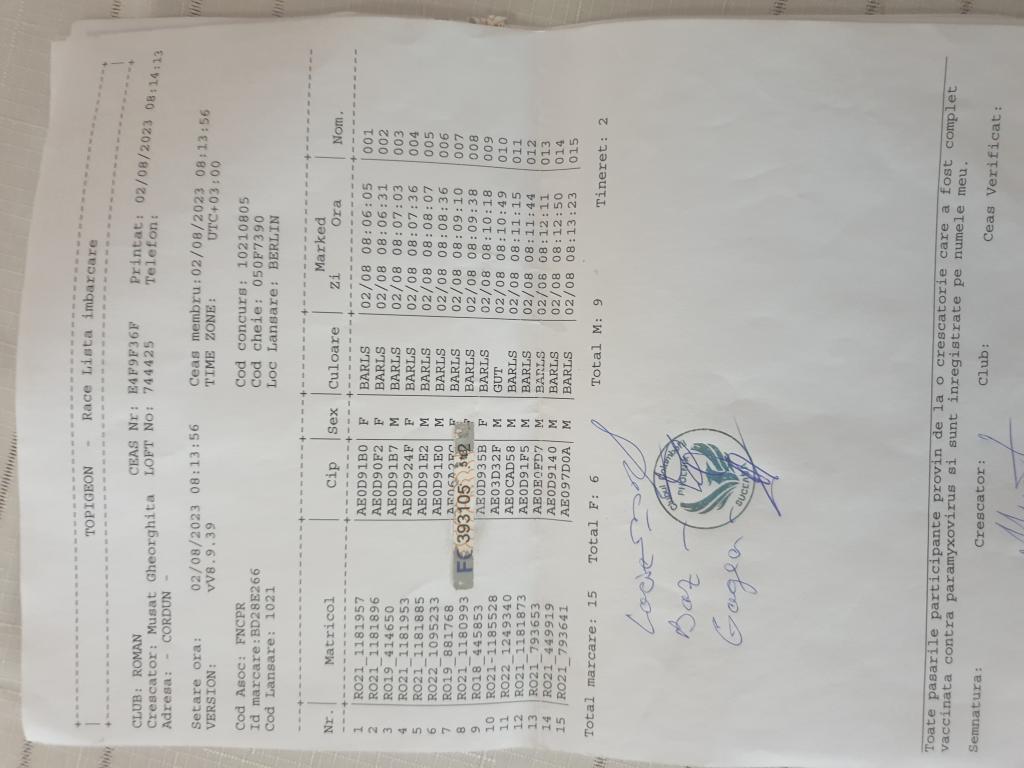 TOPIGEON - Race Lista imbarcare
CLUB: ROMAN CEAS Nr: E4F9F36F Printat: 02/08/2023 08:14:13
Crescator: Musat Gheorghita LOFT No: 744425 Telefon:
Adresa: - CORDUN -
Setare ora: 02/08/2023 08:13:56 Ceas membru:02/08/2023 08:13:56
VERSION: vV8.9.39 TIME ZONE: UTC+03:00
Cod Asoc: FNCPR Cod concurs: 10210805
Id marcare:BD28E266 Cod cheie: 050F7390
Cod Lansare: 1021 Loc Lansare: BERLIN
Marked
Nr. | Matricol | Cip | Sex | Culoare | Zi Ora | Nom.
1 |RO21_1181957 |AE0D91B0 | F |BARLS |02/08 08:06:05 | 001
2 |RO21_1181896 |AE0D90F2 | F |BARLS |02/08 08:06:31 | 002
3 |RO19_414650 |AE0D91B7 | M |BARLS |02/08 08:07:03 | 003
4 |RO21_1181953 |AE0D924F | F |BARLS |02/08 08:07:36 | 004
5 |RO21_1181885 |AE0D91E2 | M |BARLS |02/08 08:08:07 | 005
6 |RO22_1095233 |AE0D91E0 | M |BARLS |02/08 08:08:36 | 006
7 |RO19_881768 | F |BARLS |02/08 08:09:10 | 007
8 |RO21_1180993 FC 393105 |BARLS |02/08 08:09:38 | 008
9 |RO18_445853 |AE0D935B | F |BARLS |02/08 08:10:18 | 009
10 |RO21-1185528 |AE03D32F | M |GUT |02/08 08:10:49 | 010
11 |RO22_1249340 |AE0CAD58 | M |BARLS |02/08 08:11:15 | 011
12 |RO21_1181873 |AE0D91F5 | M |BARLS |02/08 08:11:44 | 012
13 |RO21_793653 |AE0E0FD7 | M |BARLS |02/08 08:12:11 | 013
14 |RO21_449919 |AE0D9140 | M |BARLS |02/08 08:12:50 | 014
15 |RO21_793641 |AE097D0A | M |BARLS |02/08 08:13:23 | 015
Total marcare: 15 Total F: 6 Total M: 9 Tineret: 2
SUCEAVA
Toate pasarile participante provin de la o crescatorie care a fost complet
vaccinata contra paramyxovirus si sunt inregistrate pe numele meu.
Semnatura: Crescator: Club: Ceas Verificat: